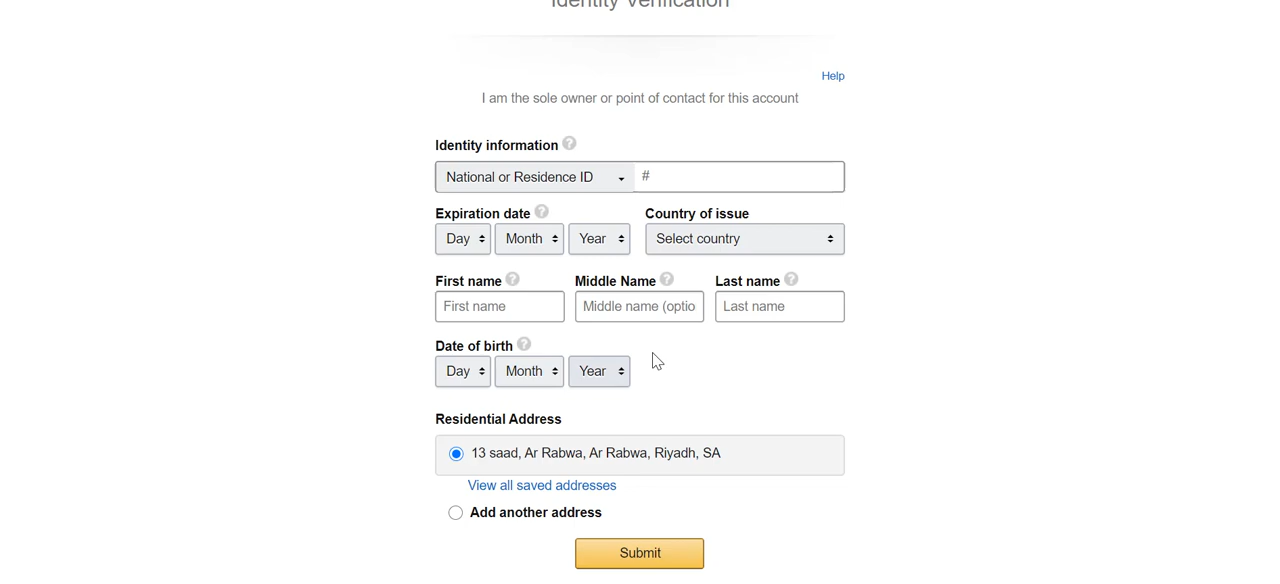 Identity Verification
Help
I am the sole owner or point of contact for this account
Identity information ?
National or Residence ID #
Expiration date ? Country of issue
Day Month Year Select country
First name ? Middle Name ? Last name ?
First name Middle name (optio Last name
Date of birth ?
Day Month Year
Residential Address
13 saad, Ar Rabwa, Ar Rabwa, Riyadh, SA
View all saved addresses
Add another address
Submit